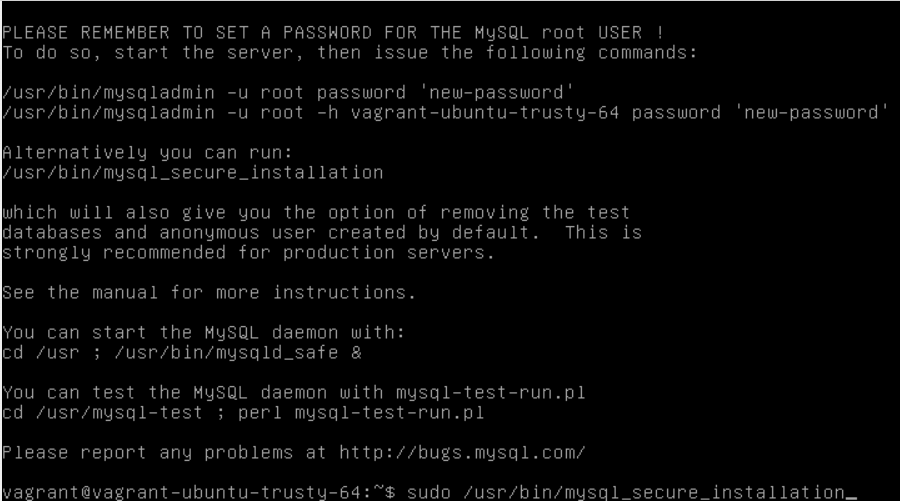 PLEASE REMEMBER TO SET A PASSWORD FOR THE MySQL root USER !
To do so, start the server, then issue the following commands:
/usr/bin/mysqladmin -u root password 'new-password'
/usr/bin/mysqladmin -u root -h vagrant-ubuntu-trusty-64 password 'new-password'
Alternatively you can run:
/usr/bin/mysql_secure_installation
which will also give you the option of removing the test
databases and anonymous user created by default.  This is
strongly recommended for production servers.
See the manual for more instructions.
You can start the MySQL daemon with:
cd /usr ; /usr/bin/mysqld_safe &
You can test the MySQL daemon with mysql-test-run.pl
cd /usr/mysql-test ; perl mysql-test-run.pl
Please report any problems at http://bugs.mysql.com/
vagrant@vagrant-ubuntu-trusty-64:~$ sudo /usr/bin/mysql_secure_installation_